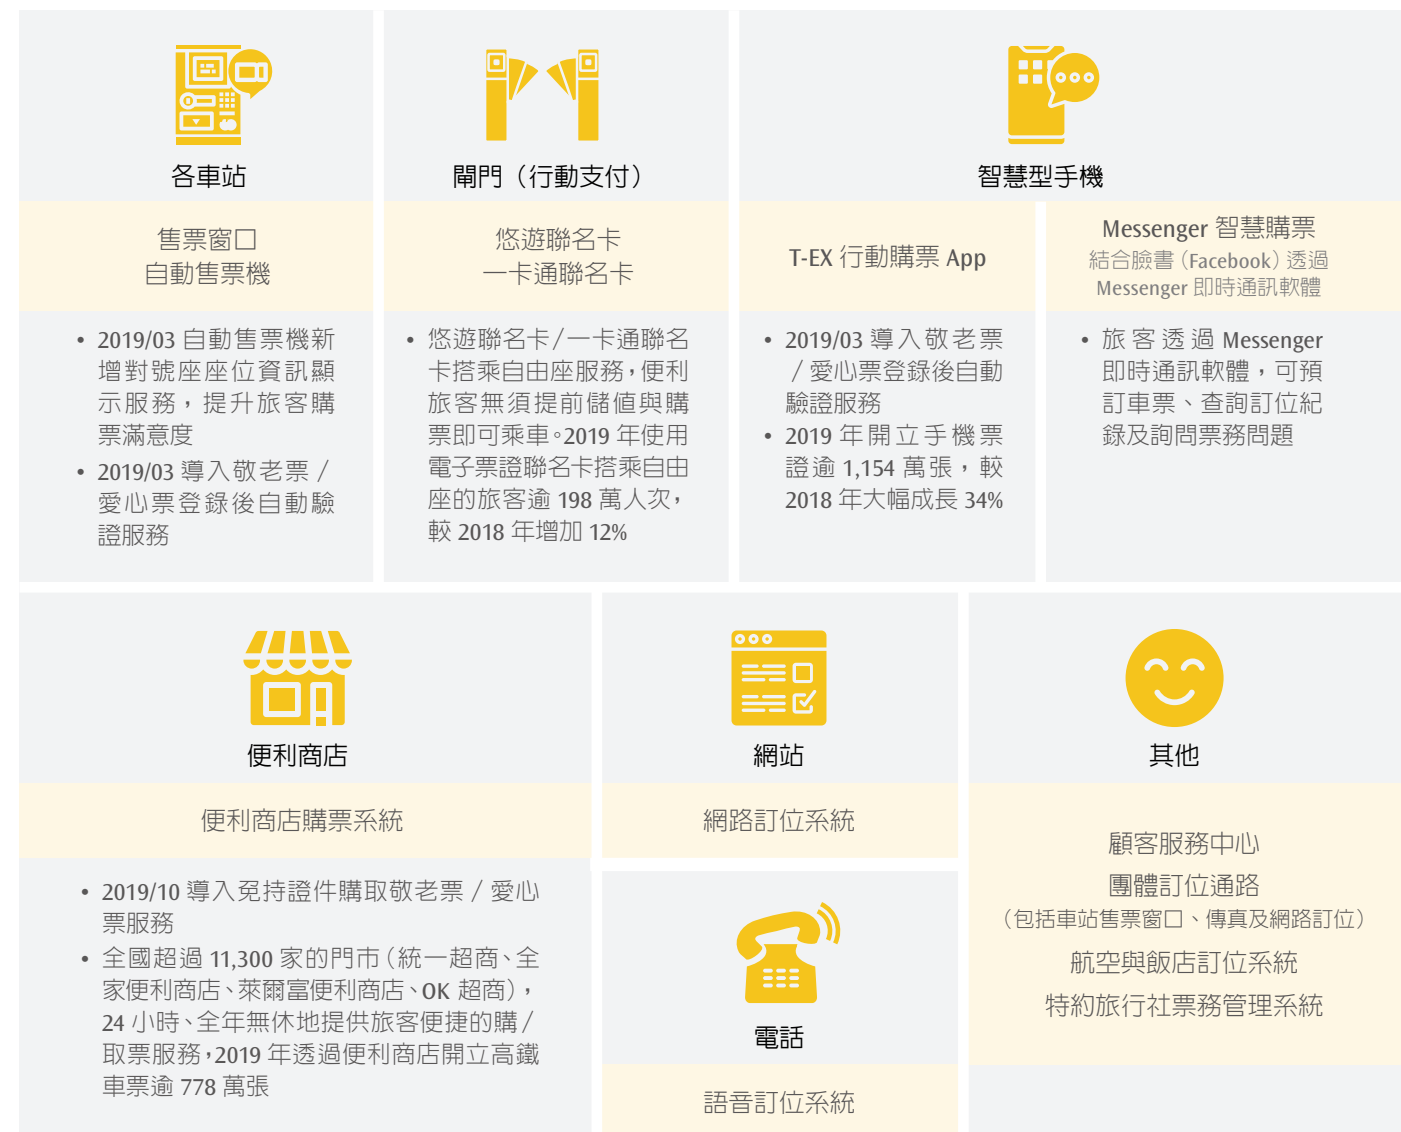 各車站
售票窗口
自動售票機
• 2019/03 自動售票機新
增對號座座位資訊顯
示服務，提升旅客購
票滿意度
• 2019/03 導入敬老票 /
愛心票登錄後自動驗
證服務
閘門（行動支付）
悠遊聯名卡
一卡通聯名卡
• 悠遊聯名卡/一卡通聯名
卡搭乘自由座服務，便利
旅客無須提前儲值與購
票即可乘車。2019 年使用
電子票證聯名卡搭乘自由
座的旅客逾 198 萬人次，
較 2018 年增加 12%
智慧型手機
T-EX 行動購票 App
• 2019/03 導入敬老票
/ 愛心票登錄後自動
驗證服務
• 2019 年開立手機票
證逾 1,154 萬張，較
2018 年大幅成長 34%
Messenger 智慧購票
結合臉書（Facebook）透過
Messenger 即時通訊軟體
• 旅客透過 Messenger
即時通訊軟體，可預
訂車票、查詢訂位紀
錄及詢問票務問題
便利商店
便利商店購票系統
• 2019/10 導入免持證件購取敬老票 / 愛心
票服務
• 全國超過 11,300 家的門市（統一超商、全
家便利商店、萊爾富便利商店、OK 超商），
24 小時、全年無休地提供旅客便捷的購/
取票服務，2019 年透過便利商店開立高鐵
車票逾 778 萬張
網站
網路訂位系統
電話
語音訂位系統
其他
顧客服務中心
團體訂位通路
（包括車站售票窗口、傳真及網路訂位）
航空與飯店訂位系統
特約旅行社票務管理系統